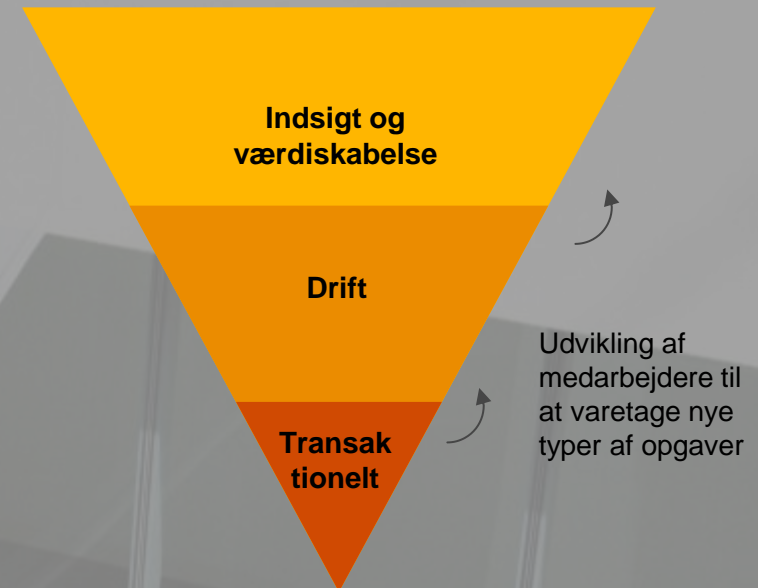 Indsigt og
værdiskabelse
Drift
Udvikling af
medarbejdere til
at varetage nye
typer af opgaver
Transak
tionelt